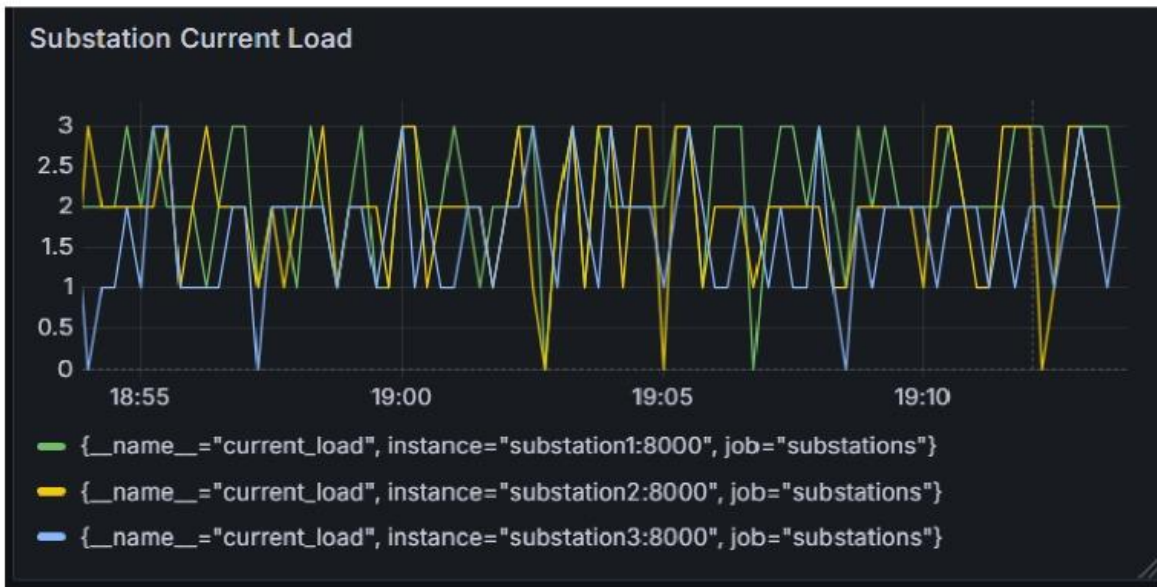 Substation Current Load
3
2.5
2
1.5
1
0.5
0
18:55 19:00 19:05 19:10
{__name__="current_load", instance="substation1:8000", job="substations"}
{__name__="current_load", instance="substation2:8000", job="substations"}
{__name__="current_load", instance="substation3:8000", job="substations"}